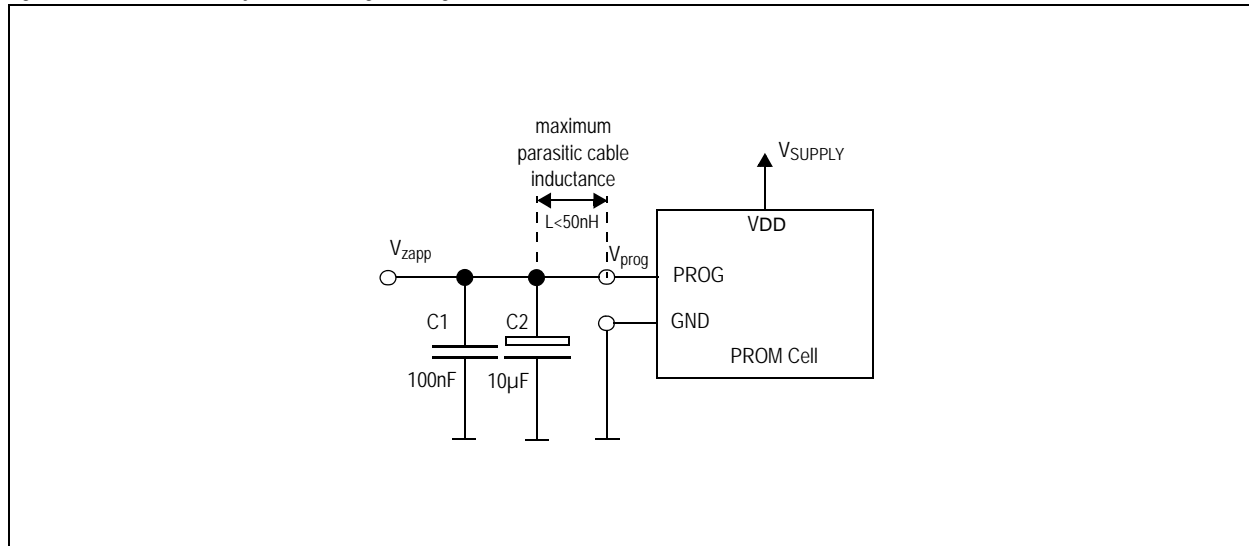 maximum
parasitic cable
inductance
L<50nH
VSUPPLY
VDD
Vzapp
Vprog
PROG
C1
C2
GND
PROM Cell
100nF
10µF